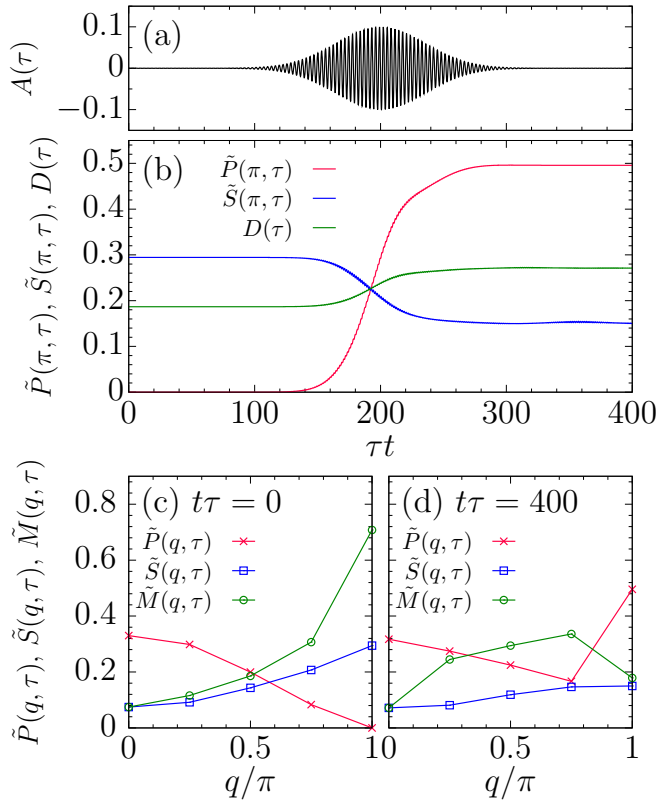 0.1
0
−0.1
A(τ)
(a)
0.5
0.4
0.3
0.2
0.1
0
P̃(π, τ), S̃(π, τ), D(τ)
(b)
P̃(π, τ)
S̃(π, τ)
D(τ)
0 100 200 300 400
τt
0.8
0.6
0.4
0.2
0
P̃(q, τ), S̃(q, τ), M̃(q, τ)
(c) tτ = 0
P̃(q, τ)
S̃(q, τ)
M̃(q, τ)
0 0.5 1
q/π
(d) tτ = 400
P̃(q, τ)
S̃(q, τ)
M̃(q, τ)
0 0.5 1
q/π